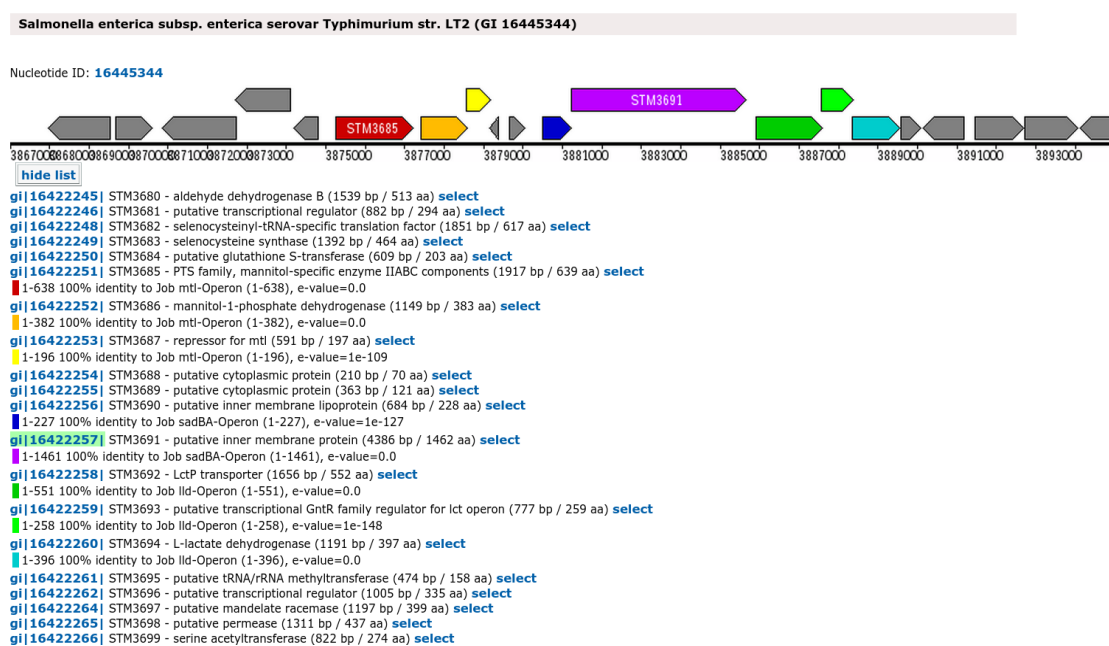 Salmonella enterica subsp. enterica serovar Typhimurium str. LT2 (GI 16445344)
Nucleotide ID: 16445344
STM3691
STM3685
3867000 3868000 3869000 3870000 3871000 3872000 3873000 3875000 3877000 3879000 3881000 3883000 3885000 3887000 3889000 3891000 3893000
hide list
gi|16422245| STM3680 - aldehyde dehydrogenase B (1539 bp / 513 aa) select
gi|16422246| STM3681 - putative transcriptional regulator (882 bp / 294 aa) select
gi|16422248| STM3682 - selenocysteinyl-tRNA-specific translation factor (1851 bp / 617 aa) select
gi|16422249| STM3683 - selenocysteine synthase (1392 bp / 464 aa) select
gi|16422250| STM3684 - putative glutathione S-transferase (609 bp / 203 aa) select
gi|16422251| STM3685 - PTS family, mannitol-specific enzyme IIABC components (1917 bp / 639 aa) select
1-638 100% identity to Job mtl-Operon (1-638), e-value=0.0
gi|16422252| STM3686 - mannitol-1-phosphate dehydrogenase (1149 bp / 383 aa) select
1-382 100% identity to Job mtl-Operon (1-382), e-value=0.0
gi|16422253| STM3687 - repressor for mtl (591 bp / 197 aa) select
1-196 100% identity to Job mtl-Operon (1-196), e-value=1e-109
gi|16422254| STM3688 - putative cytoplasmic protein (210 bp / 70 aa) select
gi|16422255| STM3689 - putative cytoplasmic protein (363 bp / 121 aa) select
gi|16422256| STM3690 - putative inner membrane lipoprotein (684 bp / 228 aa) select
1-227 100% identity to Job sadBA-Operon (1-227), e-value=1e-127
gi|16422257| STM3691 - putative inner membrane protein (4386 bp / 1462 aa) select
1-1461 100% identity to Job sadBA-Operon (1-1461), e-value=0.0
gi|16422258| STM3692 - LctP transporter (1656 bp / 552 aa) select
1-551 100% identity to Job lld-Operon (1-551), e-value=0.0
gi|16422259| STM3693 - putative transcriptional GntR family regulator for lct operon (777 bp / 259 aa) select
1-258 100% identity to Job lld-Operon (1-258), e-value=1e-148
gi|16422260| STM3694 - L-lactate dehydrogenase (1191 bp / 397 aa) select
1-396 100% identity to Job lld-Operon (1-396), e-value=0.0
gi|16422261| STM3695 - putative tRNA/rRNA methyltransferase (474 bp / 158 aa) select
gi|16422262| STM3696 - putative transcriptional regulator (1005 bp / 335 aa) select
gi|16422264| STM3697 - putative mandelate racemase (1197 bp / 399 aa) select
gi|16422265| STM3698 - putative permease (1311 bp / 437 aa) select
gi|16422266| STM3699 - serine acetyltransferase (822 bp / 274 aa) select